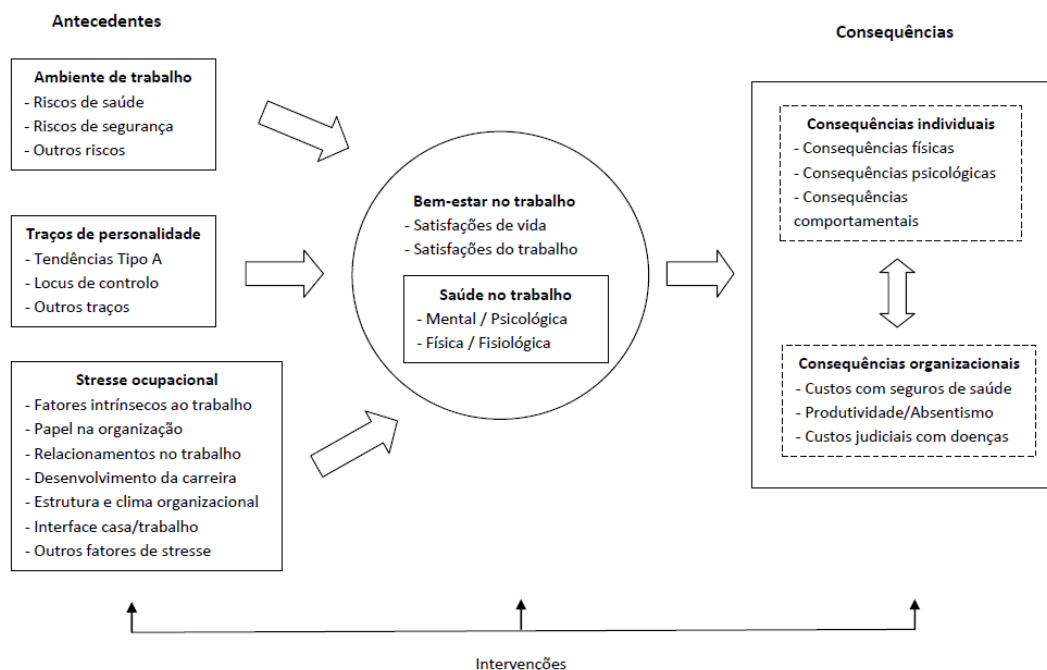 Antecedentes
Consequências
Ambiente de trabalho
- Riscos de saúde
- Riscos de segurança
- Outros riscos
Traços de personalidade
- Tendências Tipo A
- Locus de controlo
- Outros traços
Stresse ocupacional
- Fatores intrínsecos ao trabalho
- Papel na organização
- Relacionamentos no trabalho
- Desenvolvimento da carreira
- Estrutura e clima organizacional
- Interface casa/trabalho
- Outros fatores de stresse
Bem-estar no trabalho
- Satisfações de vida
- Satisfações do trabalho
Saúde no trabalho
- Mental / Psicológica
- Física / Fisiológica
Consequências individuais
- Consequências físicas
- Consequências psicológicas
- Consequências
comportamentais
Consequências organizacionais
- Custos com seguros de saúde
- Produtividade/Absentismo
- Custos judiciais com doenças
Intervenções